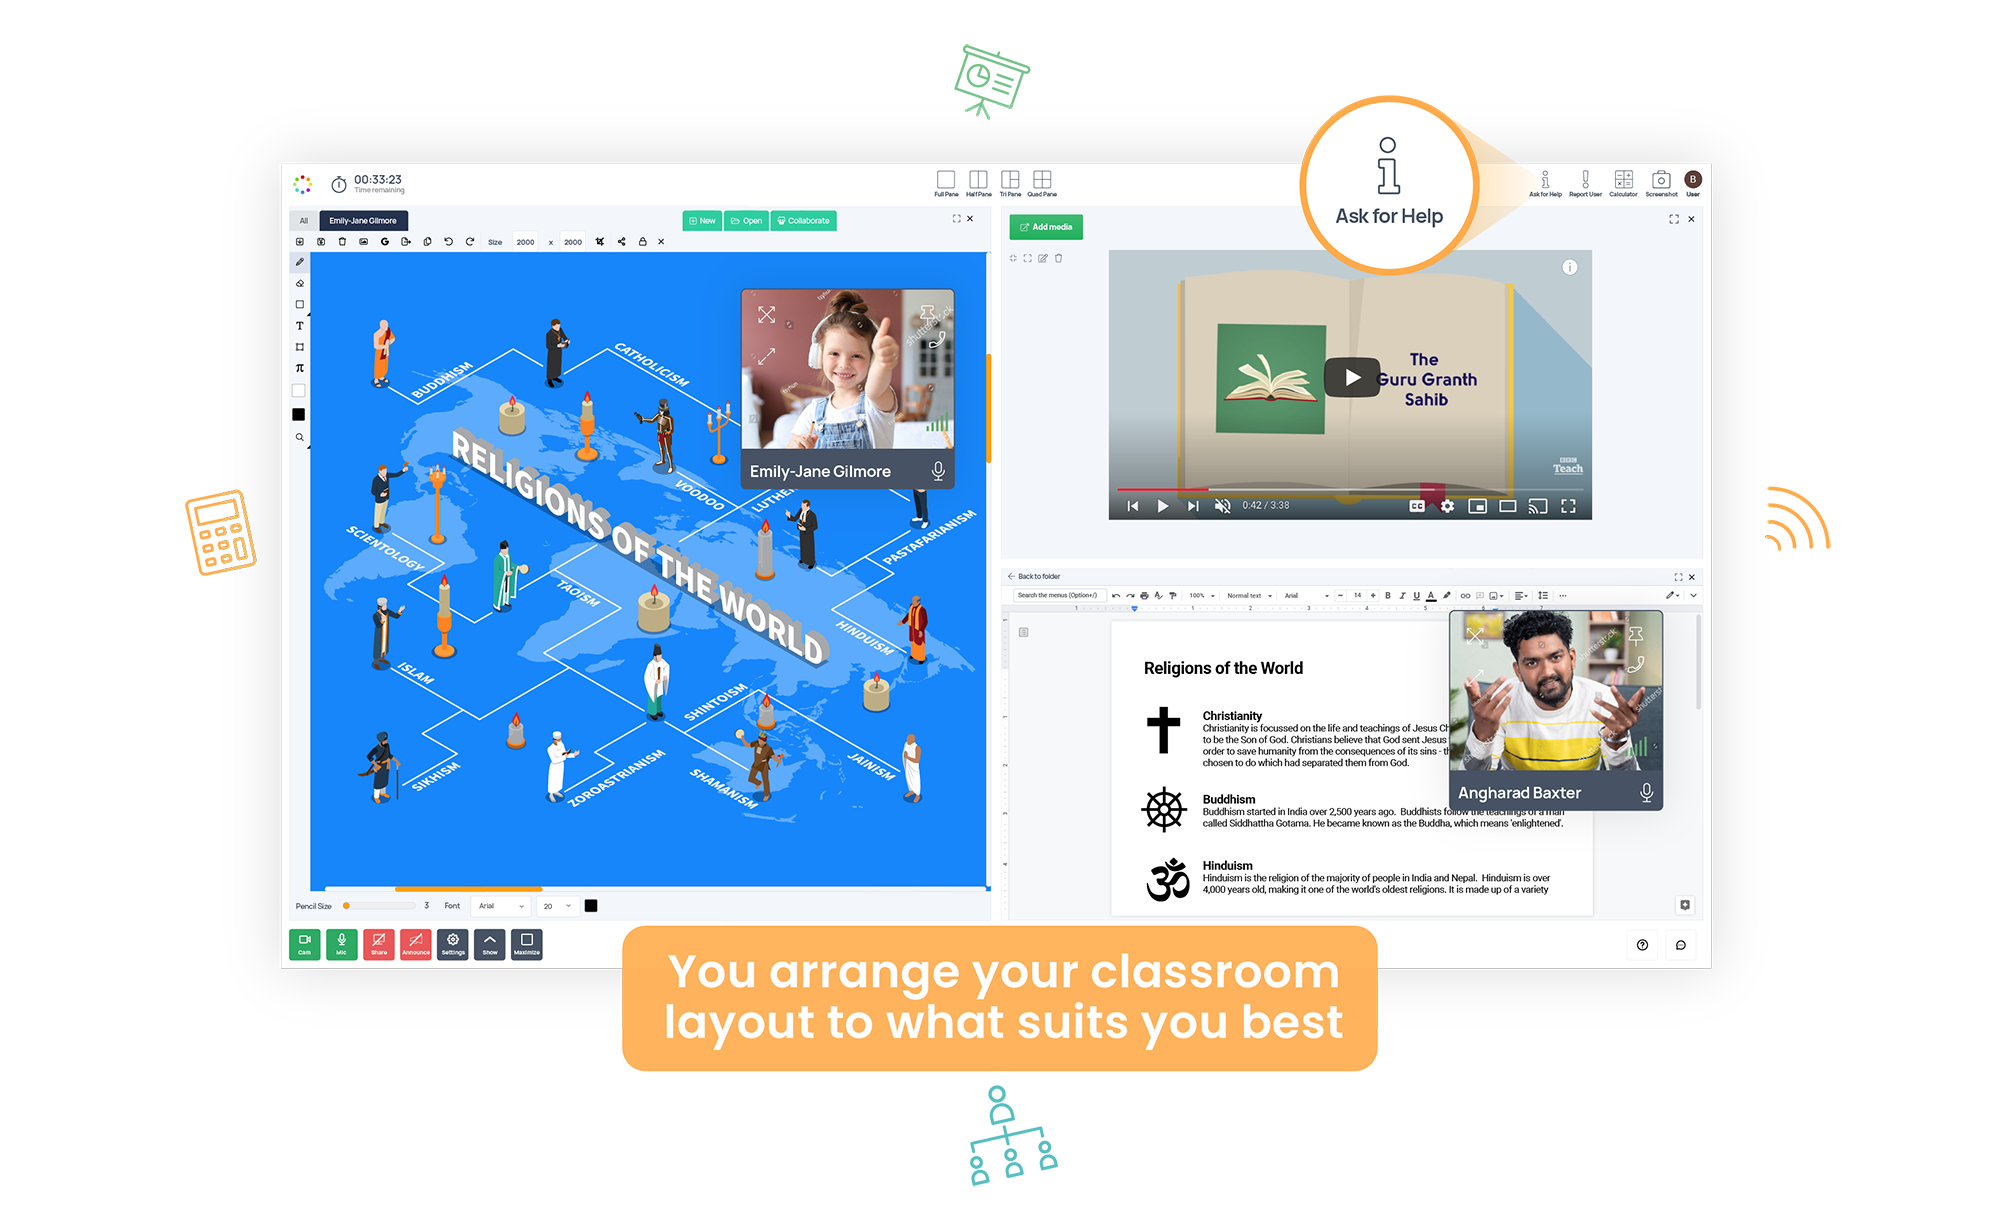 00:33:23
Time remaining
Full Pane
Half Pane
Tri Pane
Quad Pane
Ask for Help
Ask for Help
Report User
Calculator
Screenshot
B
User
All
Emily-Jane Gilmore
New
Open
Collaborate
Size 2000 x 2000
T
π
BUDDHISM
CATHOLICISM
VOODOO
LUTHE
PASTAFARIANISM
SCIENTOLOGY
TAOISM
HINDUISM
ISLAM
SHINTOISM
SIKHISM
ZOROASTRIANISM
SHAMANISM
JAINISM
RELIGIONS OF THE WORLD
shutterstock
Emily-Jane Gilmore
Pencil Size 3 Font Arial 20
Cam
Mic
Share
Announce
Settings
Show
Maximize
Add media
The
Guru Granth
Sahib
BBC
Teach
0:42 / 3:38
CC
Back to folder
Search the menus (Option+/)
100%
Normal text
Arial
14
B I U A
Religions of the World
Christianity
Christianity is focussed on the life and teachings of Jesus Ch
to be the Son of God. Christians believe that God sent Jesus
order to save humanity from the consequences of its sins - th
chosen to do which had separated them from God.
Buddhism
Buddhism started in India over 2,500 years ago. Buddhists follow the teachings of a man
called Siddhattha Gotama. He became known as the Buddha, which means 'enlightened'.
Hinduism
Hinduism is the religion of the majority of people in India and Nepal. Hinduism is over
4,000 years old, making it one of the world's oldest religions. It is made up of a variety
shutterstock
Angharad Baxter
You arrange your classroom
layout to what suits you best